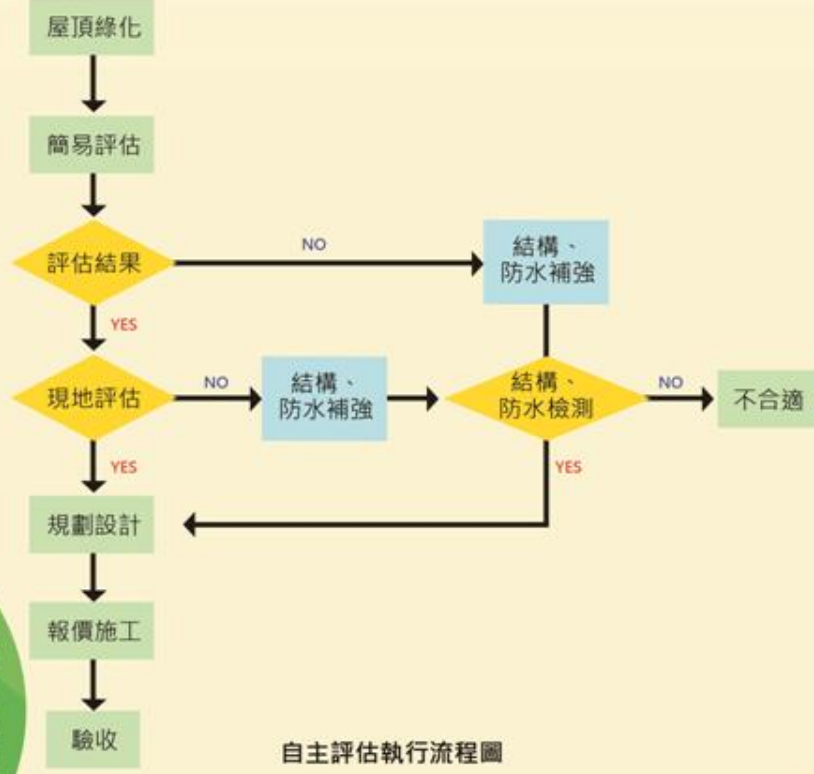 屋頂綠化
簡易評估
評估結果
NO
結構、
防水補強
YES
現地評估
NO
結構、
防水補強
結構、
防水檢測
NO
不合適
YES
YES
規劃設計
報價施工
驗收
自主評估執行流程圖